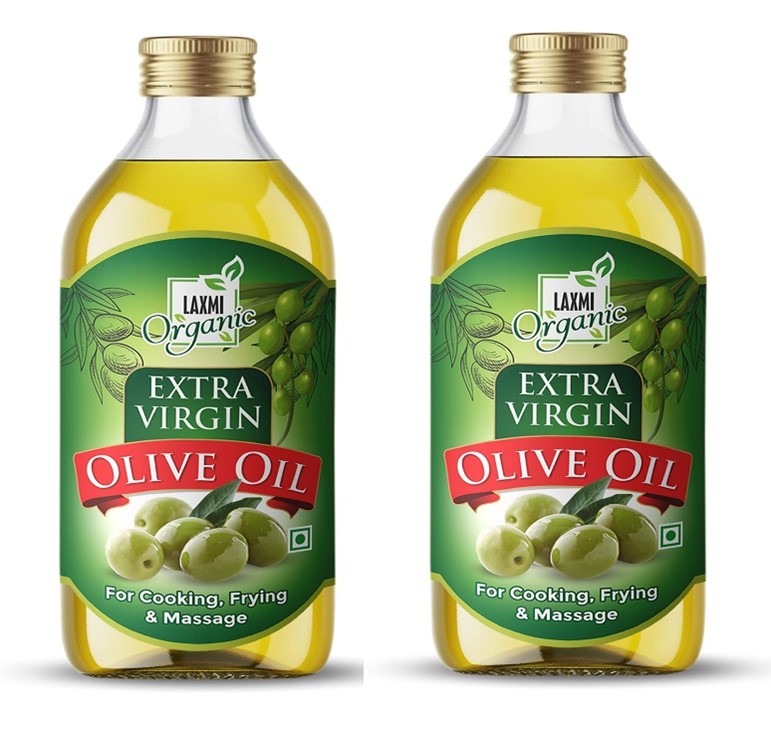 LAXMI
Organic
EXTRA
VIRGIN
OLIVE OIL
For Cooking, Frying
& Massage
LAXMI
Organic
EXTRA
VIRGIN
OLIVE OIL
For Cooking, Frying
& Massage